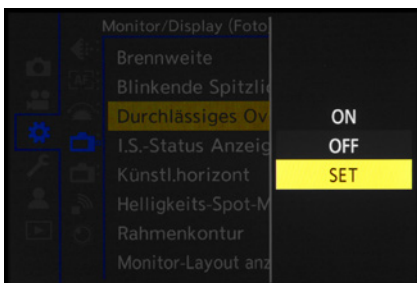 Monitor/Display (Foto
Brennweite
Blinkende Spitzli
Durchlässiges Ov
I.S.-Status Anzeig
Künstl.horizont
Helligkeits-Spot-M
Rahmenkontur
Monitor-Layout anz
ON
OFF
SET